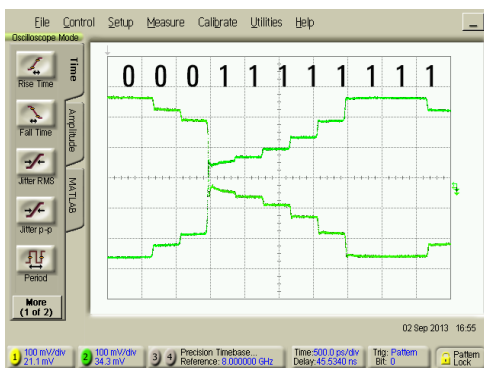 File Control Setup Measure Calibrate Utilities Help
Oscilloscope Mode
Time
Amplitude
MATLAB
Rise Time
Fall Time
Jitter RMS
Jitter p-p
Period
More
(1 of 2)
0 0 0 1 1 1 1 1 1 1 1
02 Sep 2013 16:55
1 100 mV/div
21.1 mV
2 100 mV/div
34.3 mV
3 4 Precision Timebase...
Reference: 8.000000 GHz
Time:500.0 ps/div
Delay:45.5340 ns
Trig: Pattern
Bit: 0
Pattern
Lock